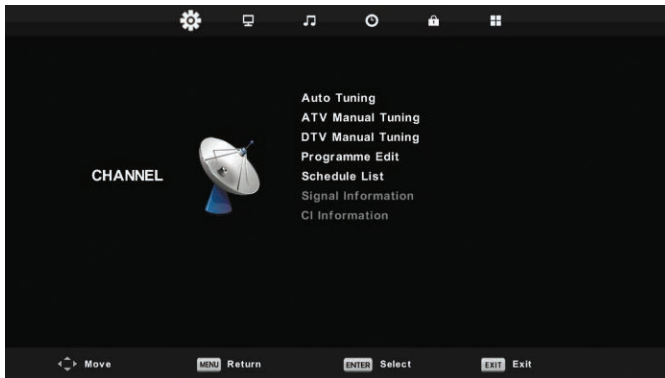 Auto Tuning
ATV Manual Tuning
DTV Manual Tuning
Programme Edit
CHANNEL
Schedule List
Signal Information
CI Information
Move MENU Return ENTER Select EXIT Exit